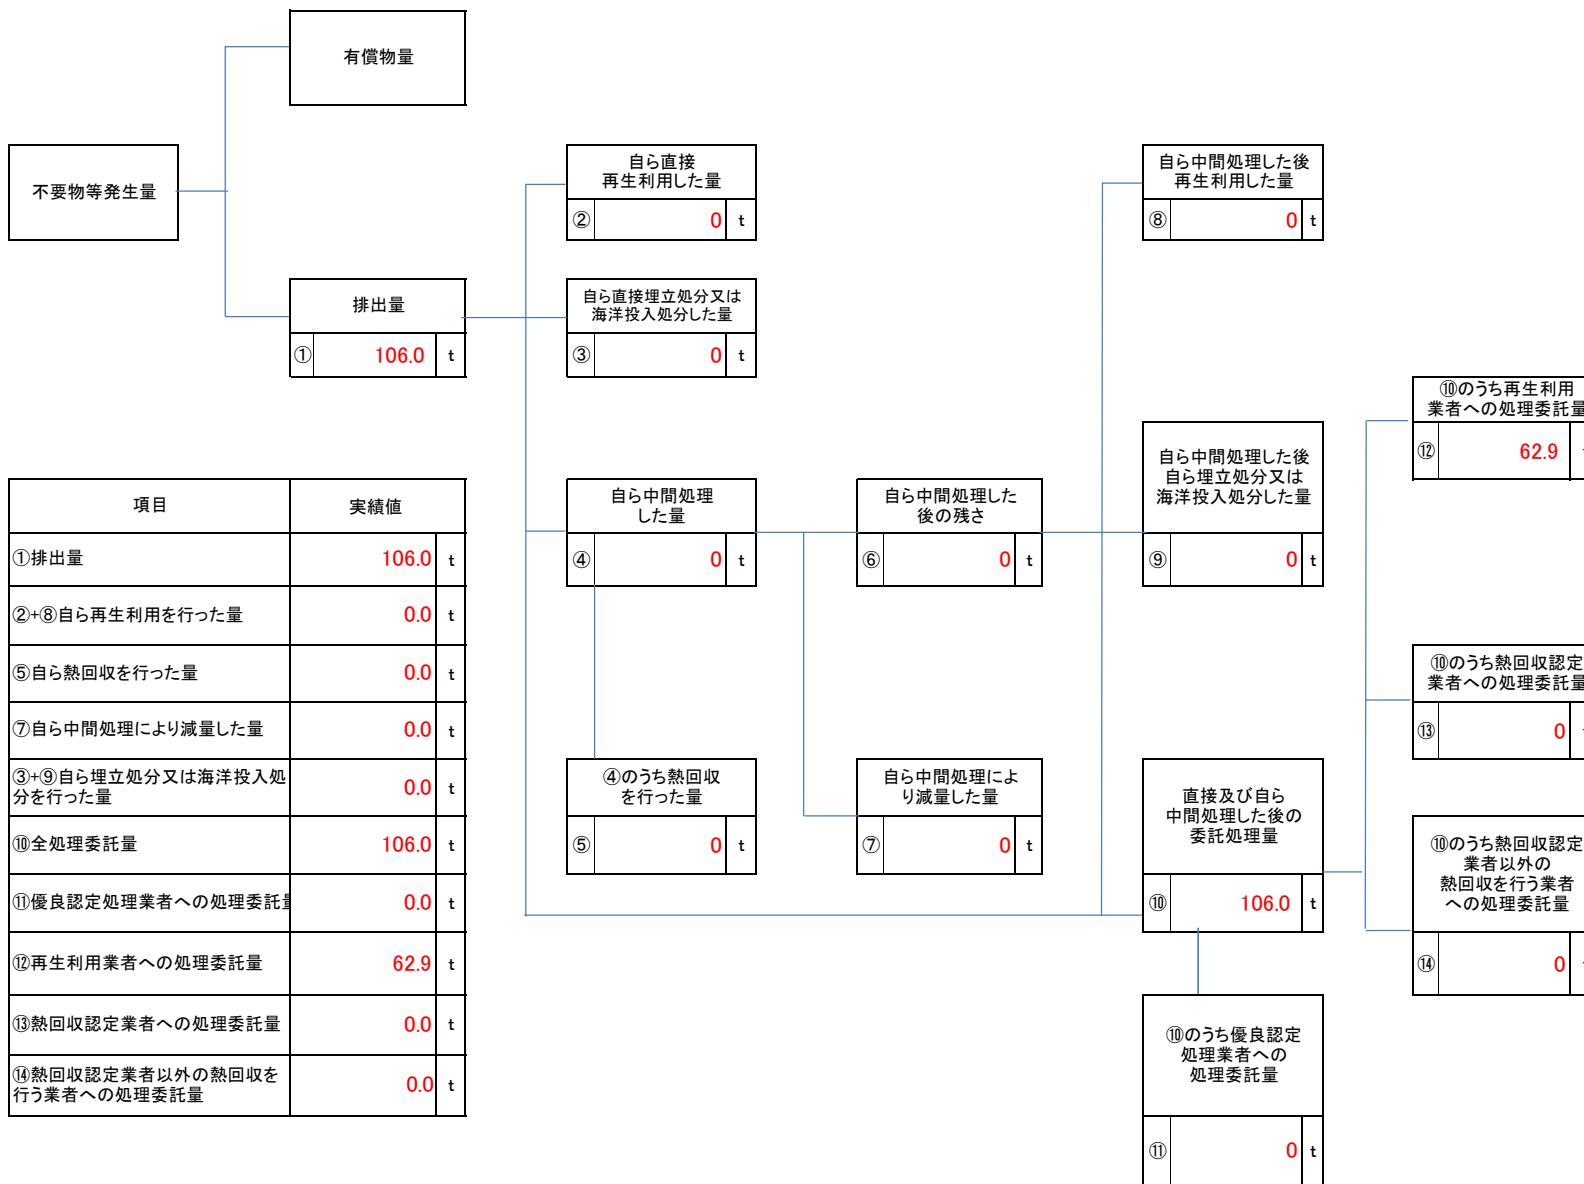 有償物量
不要物等発生量
排出量
① 106.0 t
自ら直接
再生利用した量
② 0 t
自ら直接埋立処分又は
海洋投入処分した量
③ 0 t
自ら中間処理
した量
④ 0 t
④のうち熱回収
を行った量
⑤ 0 t
自ら中間処理した
後の残さ
⑥ 0 t
自ら中間処理によ
り減量した量
⑦ 0 t
自ら中間処理した後
再生利用した量
⑧ 0 t
自ら中間処理した後
自ら埋立処分又は
海洋投入処分した量
⑨ 0 t
直接及び自ら
中間処理した後の
委託処理量
⑩ 106.0 t
⑩のうち優良認定
処理業者への
処理委託量
⑪ 0 t
⑩のうち再生利用
業者への処理委託量
⑫ 62.9
⑩のうち熱回収認定
業者への処理委託量
⑬ 0
⑩のうち熱回収認定
業者以外の
熱回収を行う業者
への処理委託量
⑭ 0
項目 実績値
①排出量 106.0 t
②+⑧自ら再生利用を行った量 0.0 t
⑤自ら熱回収を行った量 0.0 t
⑦自ら中間処理により減量した量 0.0 t
③+⑨自ら埋立処分又は海洋投入処
分を行った量 0.0 t
⑩全処理委託量 106.0 t
⑪優良認定処理業者への処理委託量 0.0 t
⑫再生利用業者への処理委託量 62.9 t
⑬熱回収認定業者への処理委託量 0.0 t
⑭熱回収認定業者以外の熱回収を
行う業者への処理委託量 0.0 t